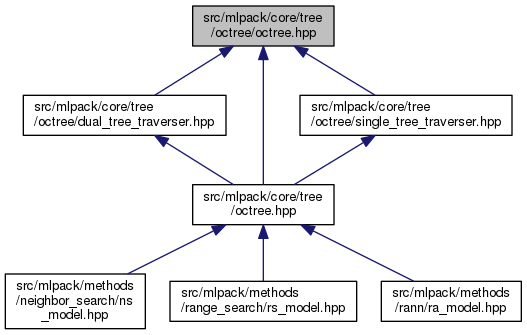 src/mlpack/core/tree
/octree/octree.hpp
src/mlpack/core/tree
/octree/dual_tree_traverser.hpp
src/mlpack/core/tree
/octree/single_tree_traverser.hpp
src/mlpack/core/tree
/octree.hpp
src/mlpack/methods
/neighbor_search/ns
_model.hpp
src/mlpack/methods
/range_search/rs_model.hpp
src/mlpack/methods
/rann/ra_model.hpp